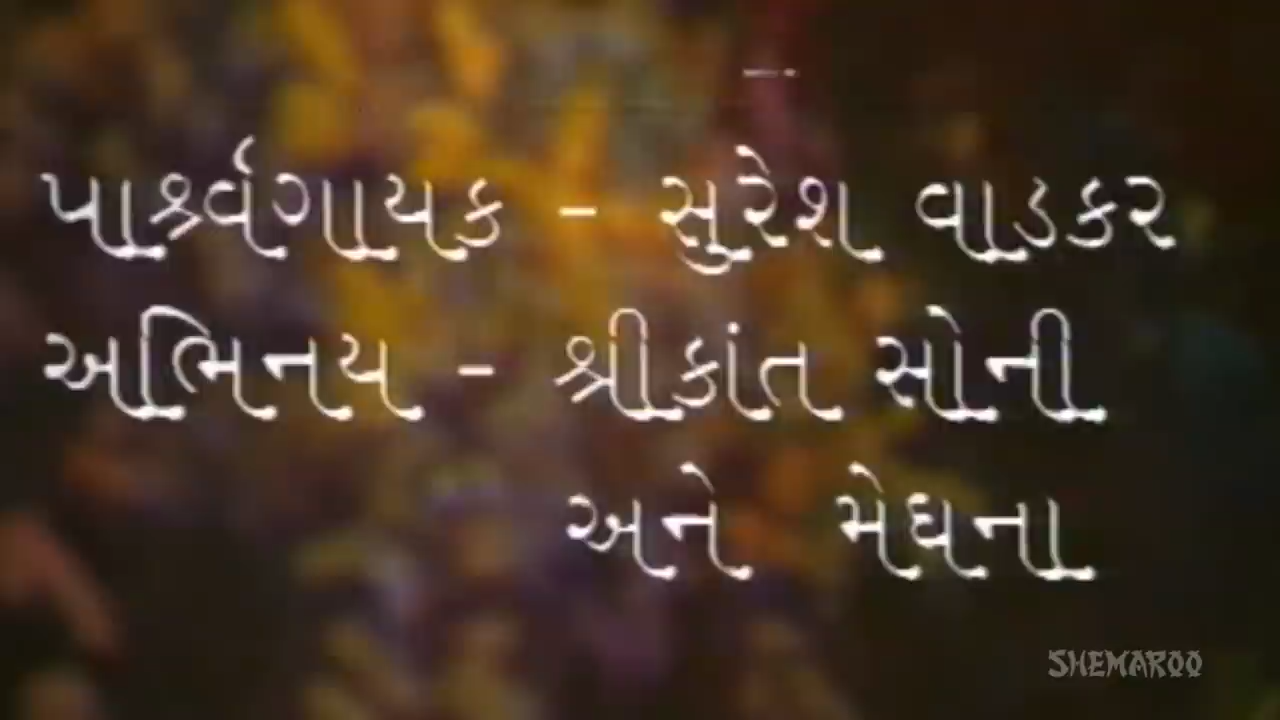 પાર્શ્ર્વગાયક - સુરેશ વાડકર
અભિનય - શ્રીકાંત સોની
અને મેઘના
SHEMAROO